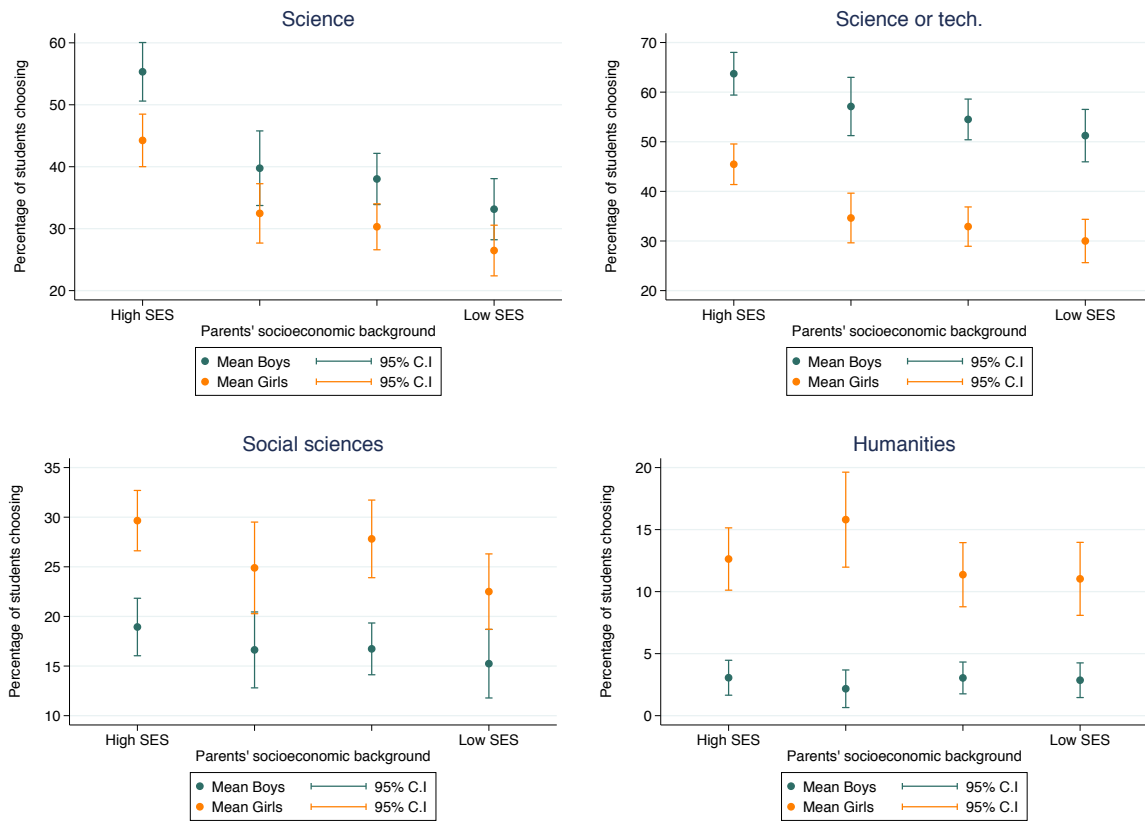 Science
Percentage of students choosing
60
50
40
30
20
High SES
Low SES
Parents' socioeconomic background
Mean Boys 95% C.I
Mean Girls 95% C.I
Science or tech.
Percentage of students choosing
70
60
50
40
30
20
High SES
Low SES
Parents' socioeconomic background
Mean Boys 95% C.I
Mean Girls 95% C.I
Social sciences
Percentage of students choosing
35
30
25
20
15
10
High SES
Low SES
Parents' socioeconomic background
Mean Boys 95% C.I
Mean Girls 95% C.I
Humanities
Percentage of students choosing
20
15
10
5
0
High SES
Low SES
Parents' socioeconomic background
Mean Boys 95% C.I
Mean Girls 95% C.I